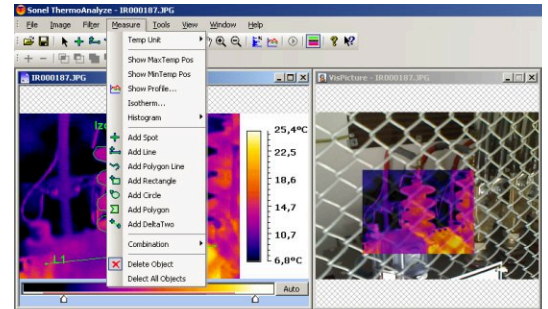 Sonel ThermoAnalyze - IR000187.JPG
File Image Filter Measure Tools View Window Help
IR000187.JPG
VisPicture - IR000187.JPG
Temp Unit
Show MaxTemp Pos
Show MinTemp Pos
Show Profile...
Isotherm...
Histogram
Add Spot
Add Line
Add Polygon Line
Add Rectangle
Add Circle
Add Polygon
Add DeltaTwo
Combination
Delete Object
Delect All Objects
Izo
L1
25,4°C
22,5
18,6
14,7
10,7
6,8°C
Auto